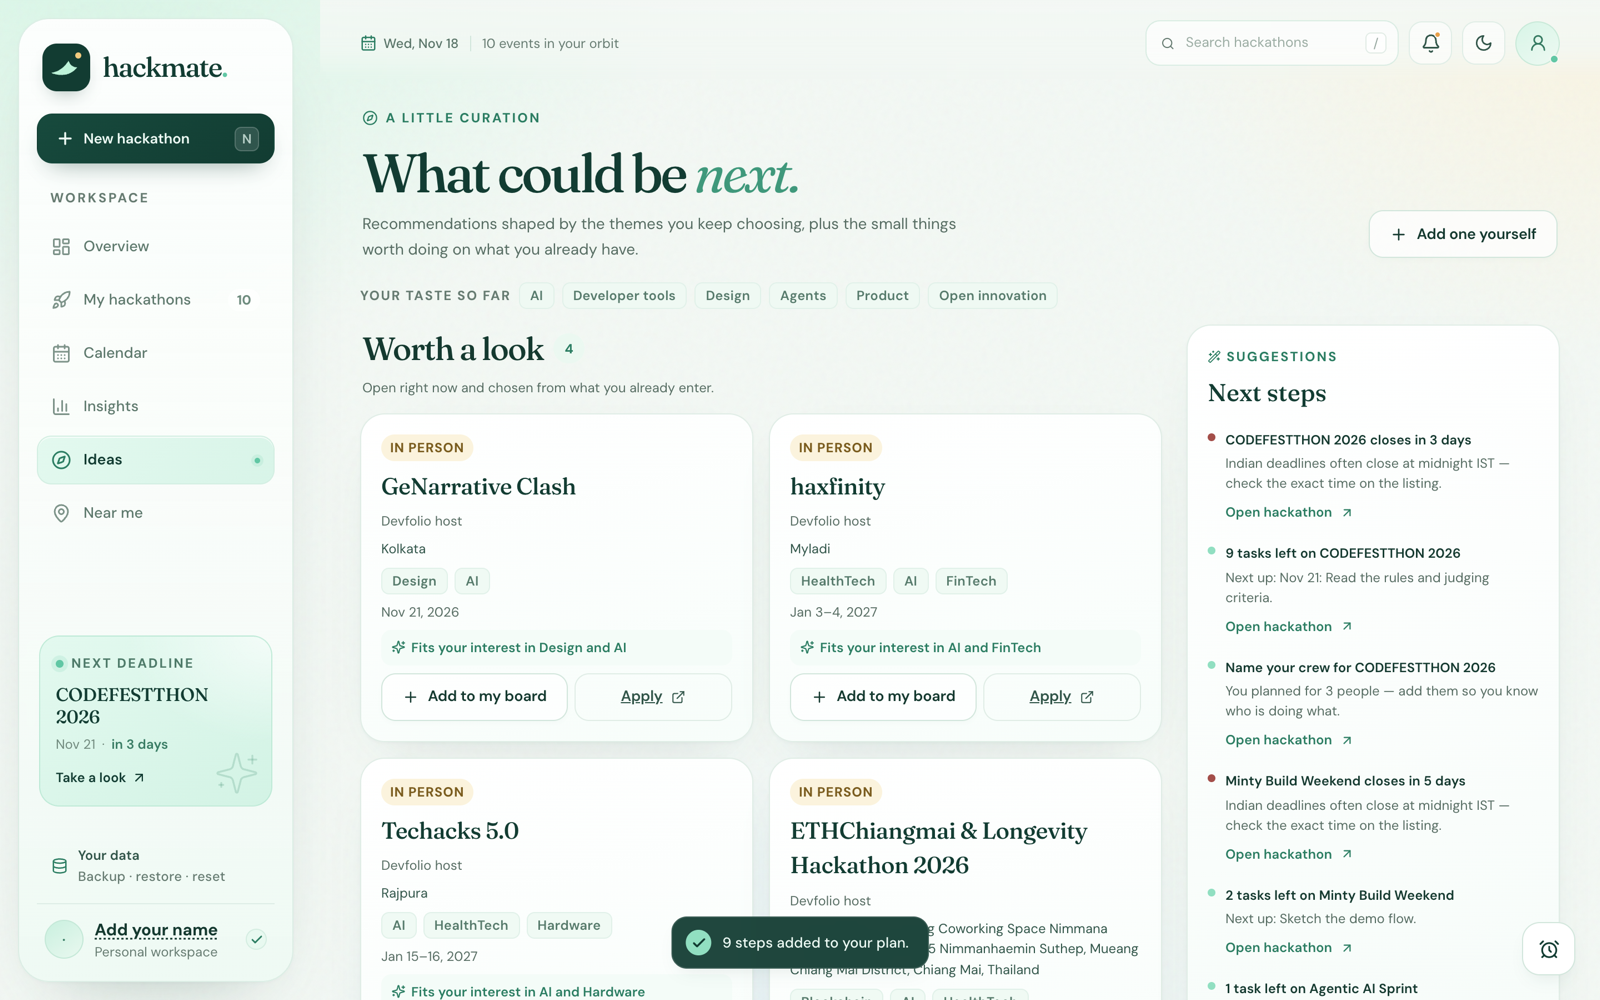 hackmate.
New hackathon N
WORKSPACE
Overview
My hackathons 10
Calendar
Insights
Ideas
Near me
NEXT DEADLINE
CODEFESTTHON
2026
Nov 21 · in 3 days
Take a look
Your data
Backup · restore · reset
Add your name
Personal workspace
Wed, Nov 18
10 events in your orbit
Search hackathons /
A LITTLE CURATION
What could be next.
Recommendations shaped by the themes you keep choosing, plus the small things
worth doing on what you already have.
Add one yourself
YOUR TASTE SO FAR AI Developer tools Design Agents Product Open innovation
Worth a look 4
Open right now and chosen from what you already enter.
IN PERSON
GeNarrative Clash
Devfolio host
Kolkata
Design AI
Nov 21, 2026
Fits your interest in Design and AI
Add to my board Apply
IN PERSON
haxfinity
Devfolio host
Myladi
HealthTech AI FinTech
Jan 3–4, 2027
Fits your interest in AI and FinTech
Add to my board Apply
IN PERSON
Techacks 5.0
Devfolio host
Rajpura
AI HealthTech Hardware
Jan 15–16, 2027
Fits your interest in AI and Hardware
IN PERSON
ETHChiangmai & Longevity
Hackathon 2026
Devfolio host
Coworking Space Nimmana
Nimmanhaemin Suthep, Mueang
Chiang Mai District, Chiang Mai, Thailand
Blockchain AI HealthTech
9 steps added to your plan.
SUGGESTIONS
Next steps
CODEFESTTHON 2026 closes in 3 days
Indian deadlines often close at midnight IST —
check the exact time on the listing.
Open hackathon
9 tasks left on CODEFESTTHON 2026
Next up: Nov 21: Read the rules and judging
criteria.
Open hackathon
Name your crew for CODEFESTTHON 2026
You planned for 3 people — add them so you know
who is doing what.
Open hackathon
Minty Build Weekend closes in 5 days
Indian deadlines often close at midnight IST —
check the exact time on the listing.
Open hackathon
2 tasks left on Minty Build Weekend
Next up: Sketch the demo flow.
Open hackathon
1 task left on Agentic AI Sprint